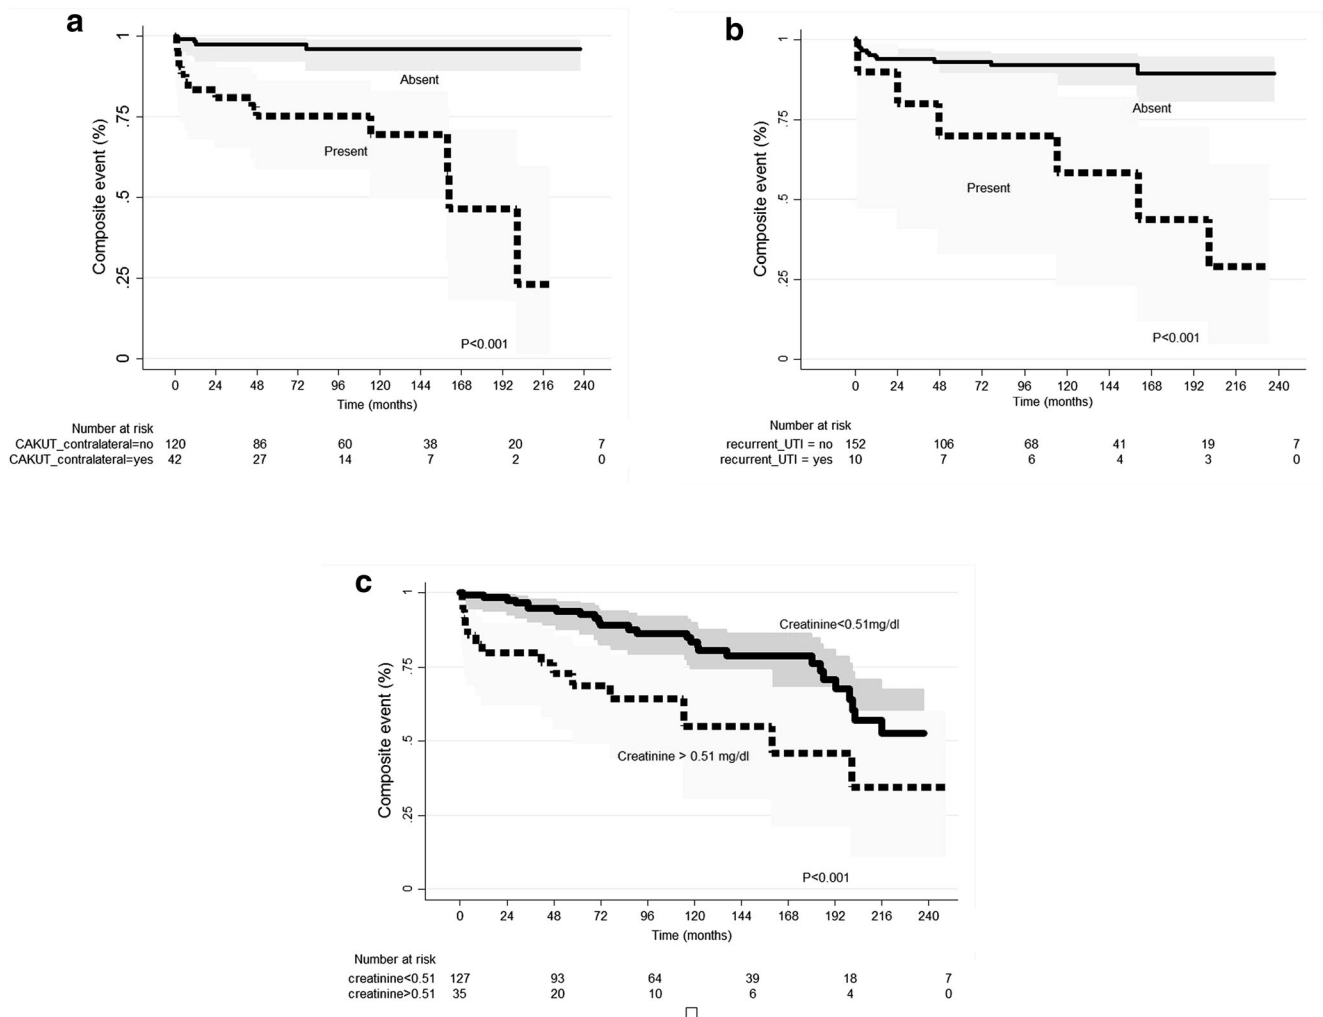 a
Composite event (%)
1
.75
.5
.25
0
Absent
Present
P<0.001
0 24 48 72 96 120 144 168 192 216 240
Time (months)
Number at risk
CAKUT_contralateral=no 120 86 60 38 20 7
CAKUT_contralateral=yes 42 27 14 7 2 0
b
Composite event (%)
1
.75
.5
.25
0
Absent
Present
P<0.001
0 24 48 72 96 120 144 168 192 216 240
Time (months)
Number at risk
recurrent_UTI = no 152 106 68 41 19 7
recurrent_UTI = yes 10 7 6 4 3 0
c
Composite event (%)
1
.75
.5
.25
0
Creatinine<0.51mg/dl
Creatinine > 0.51 mg/dl
P<0.001
0 24 48 72 96 120 144 168 192 216 240
Time (months)
Number at risk
creatinine<0.51 127 93 64 39 18 7
creatinine>0.51 35 20 10 6 4 0